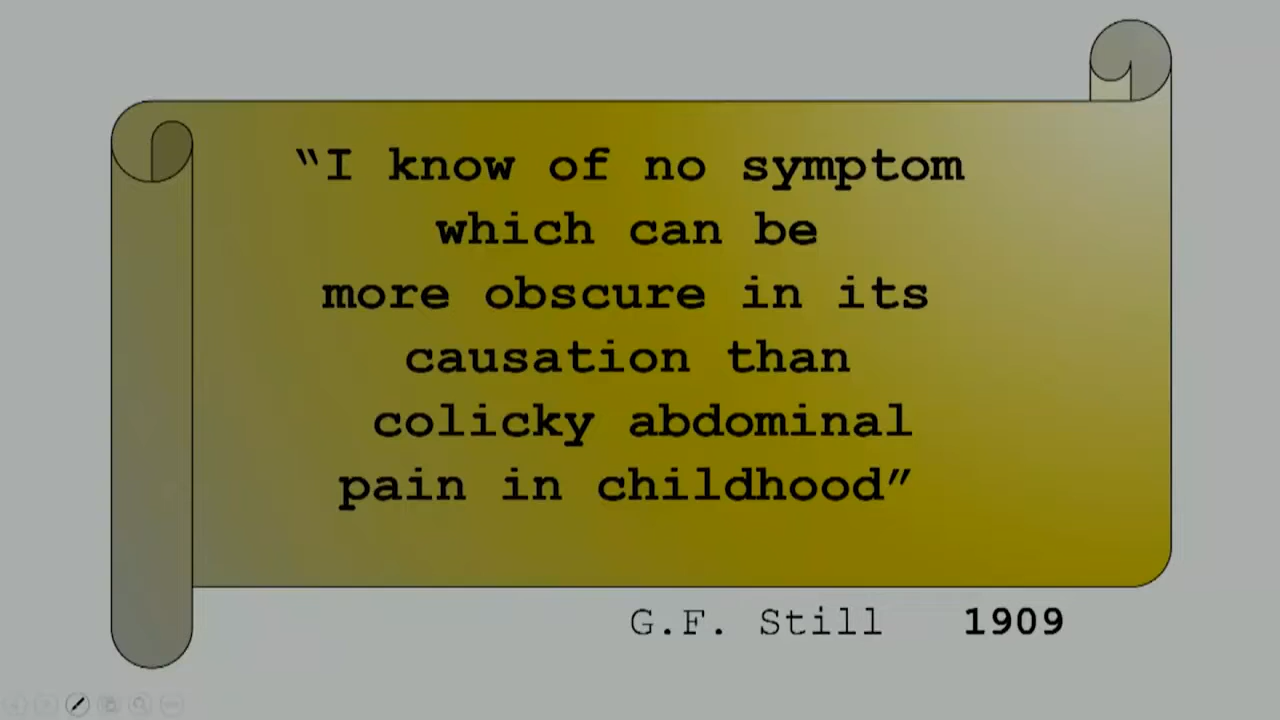 “I know of no symptom
which can be
more obscure in its
causation than
colicky abdominal
pain in childhood”
G.F. Still 1909